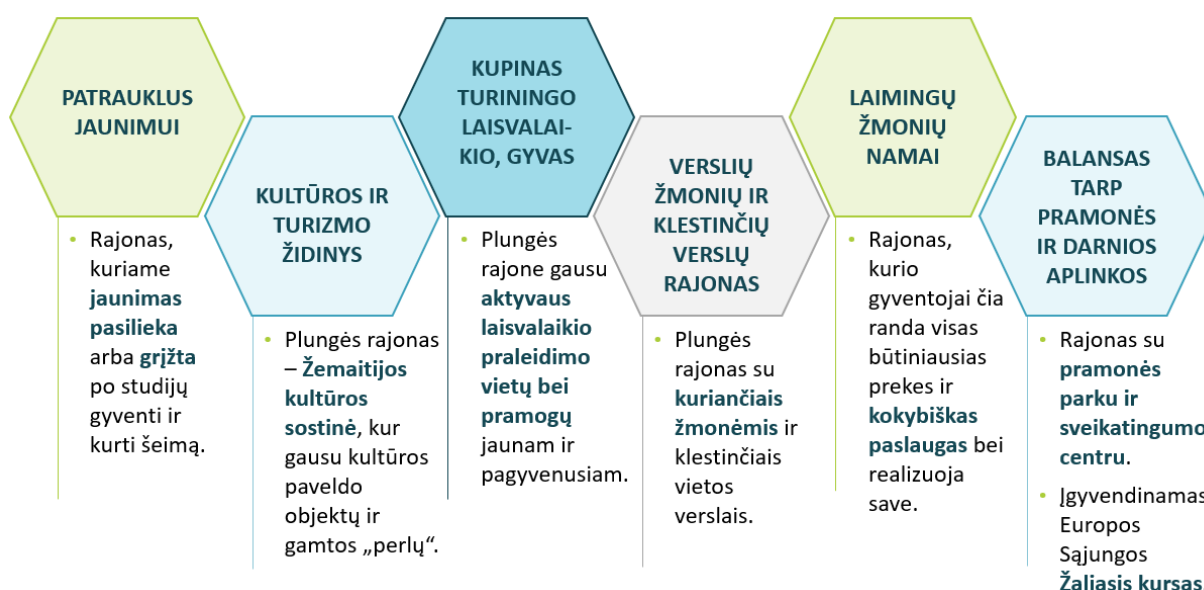 PATRAUKLUS
JAUNIMUI
• Rajonas,
kuriame
jaunimas
pasilieka
arba grįžta
po studijų
gyventi ir
kurti šeimą.
KULTŪROS IR
TURIZMO
ŽIDINYS
• Plungės rajonas
– Žemaitijos
kultūros
sostinė, kur
gausu kultūros
paveldo
objektų ir
gamtos „perlų“.
KUPINAS
TURININGO
LAISVALAI-
KIO, GYVAS
• Plungės
rajone gausu
aktyvaus
laisvalaikio
praleidimo
vietų bei
pramogų
jaunam ir
pagyvenusiam.
VERSLIŲ
ŽMONIŲ IR
KLESTINČIŲ
VERSLŲ
RAJONAS
• Plungės
rajonas su
kuriančiais
žmonėmis ir
klestinčiais
vietos
verslais.
LAIMINGŲ
ŽMONIŲ
NAMAI
• Rajonas,
kurio
gyventojai čia
randa visas
būtiniausias
prekes ir
kokybiškas
paslaugas bei
realizuoja
save.
BALANSAS
TARP
PRAMONĖS
IR DARNIOS
APLINKOS
• Rajonas su
pramonės
parku ir
sveikatingumo
centru.
• Įgyvendinamas
Europos
Sąjungos
Žaliasis kursas